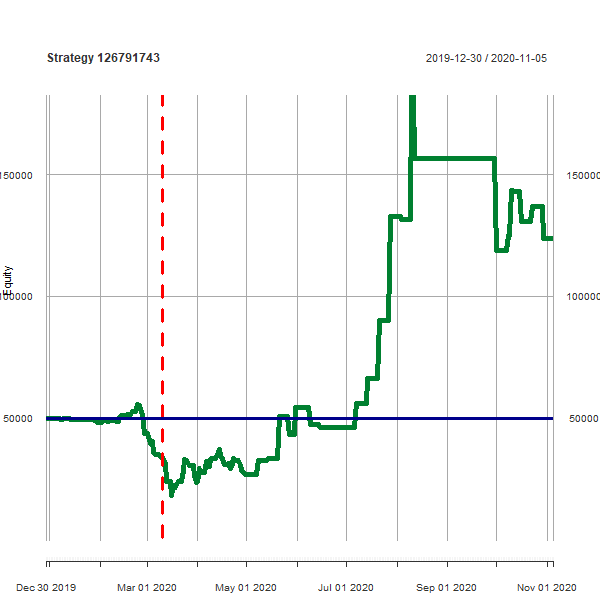 Strategy 126791743
2019-12-30 / 2020-11-05
150000
150000
Equity
100000
100000
50000
50000
Dec 30 2019
Mar 01 2020
May 01 2020
Jul 01 2020
Sep 01 2020
Nov 01 2020